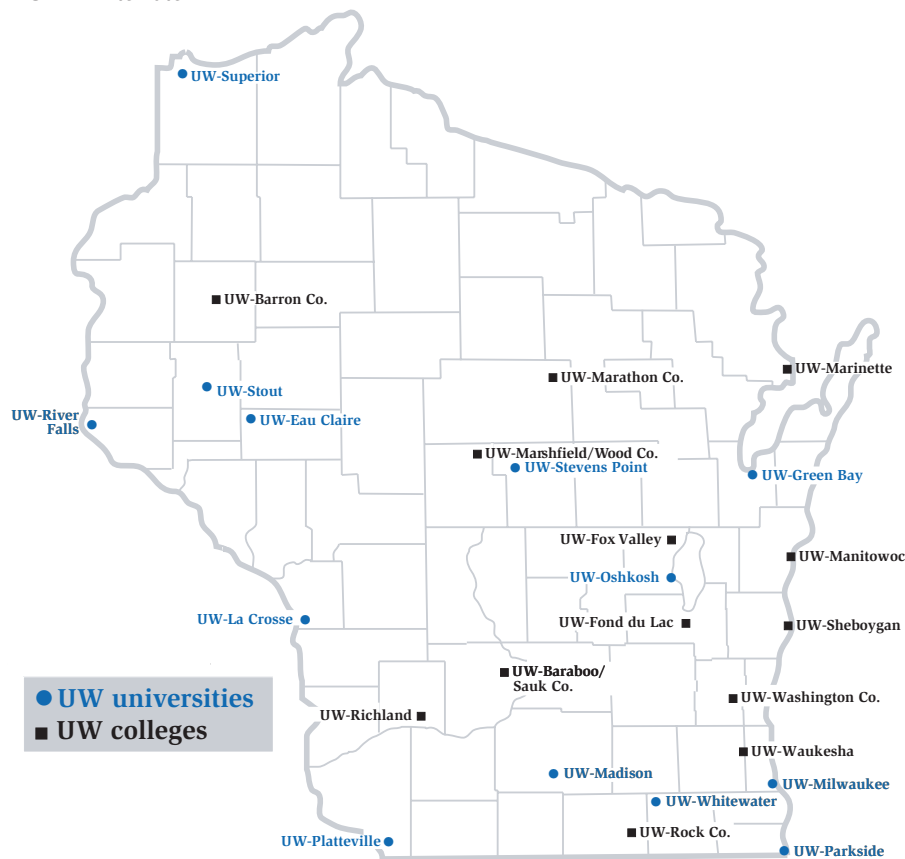 UW-Superior
UW-Barron Co.
UW-Marinette
UW-Marathon Co.
UW-Stout
UW-River
Falls
UW-Eau Claire
UW-Marshfield/Wood Co.
UW-Stevens Point
UW-Green Bay
UW-Fox Valley
UW-Manitowoc
UW-Oshkosh
UW-La Crosse
UW-Fond du Lac
UW-Sheboygan
UW-Baraboo/
Sauk Co.
UW universities
UW colleges
UW-Washington Co.
UW-Richland
UW-Waukesha
UW-Madison
UW-Milwaukee
UW-Whitewater
UW-Rock Co.
UW-Platteville
UW-Parkside